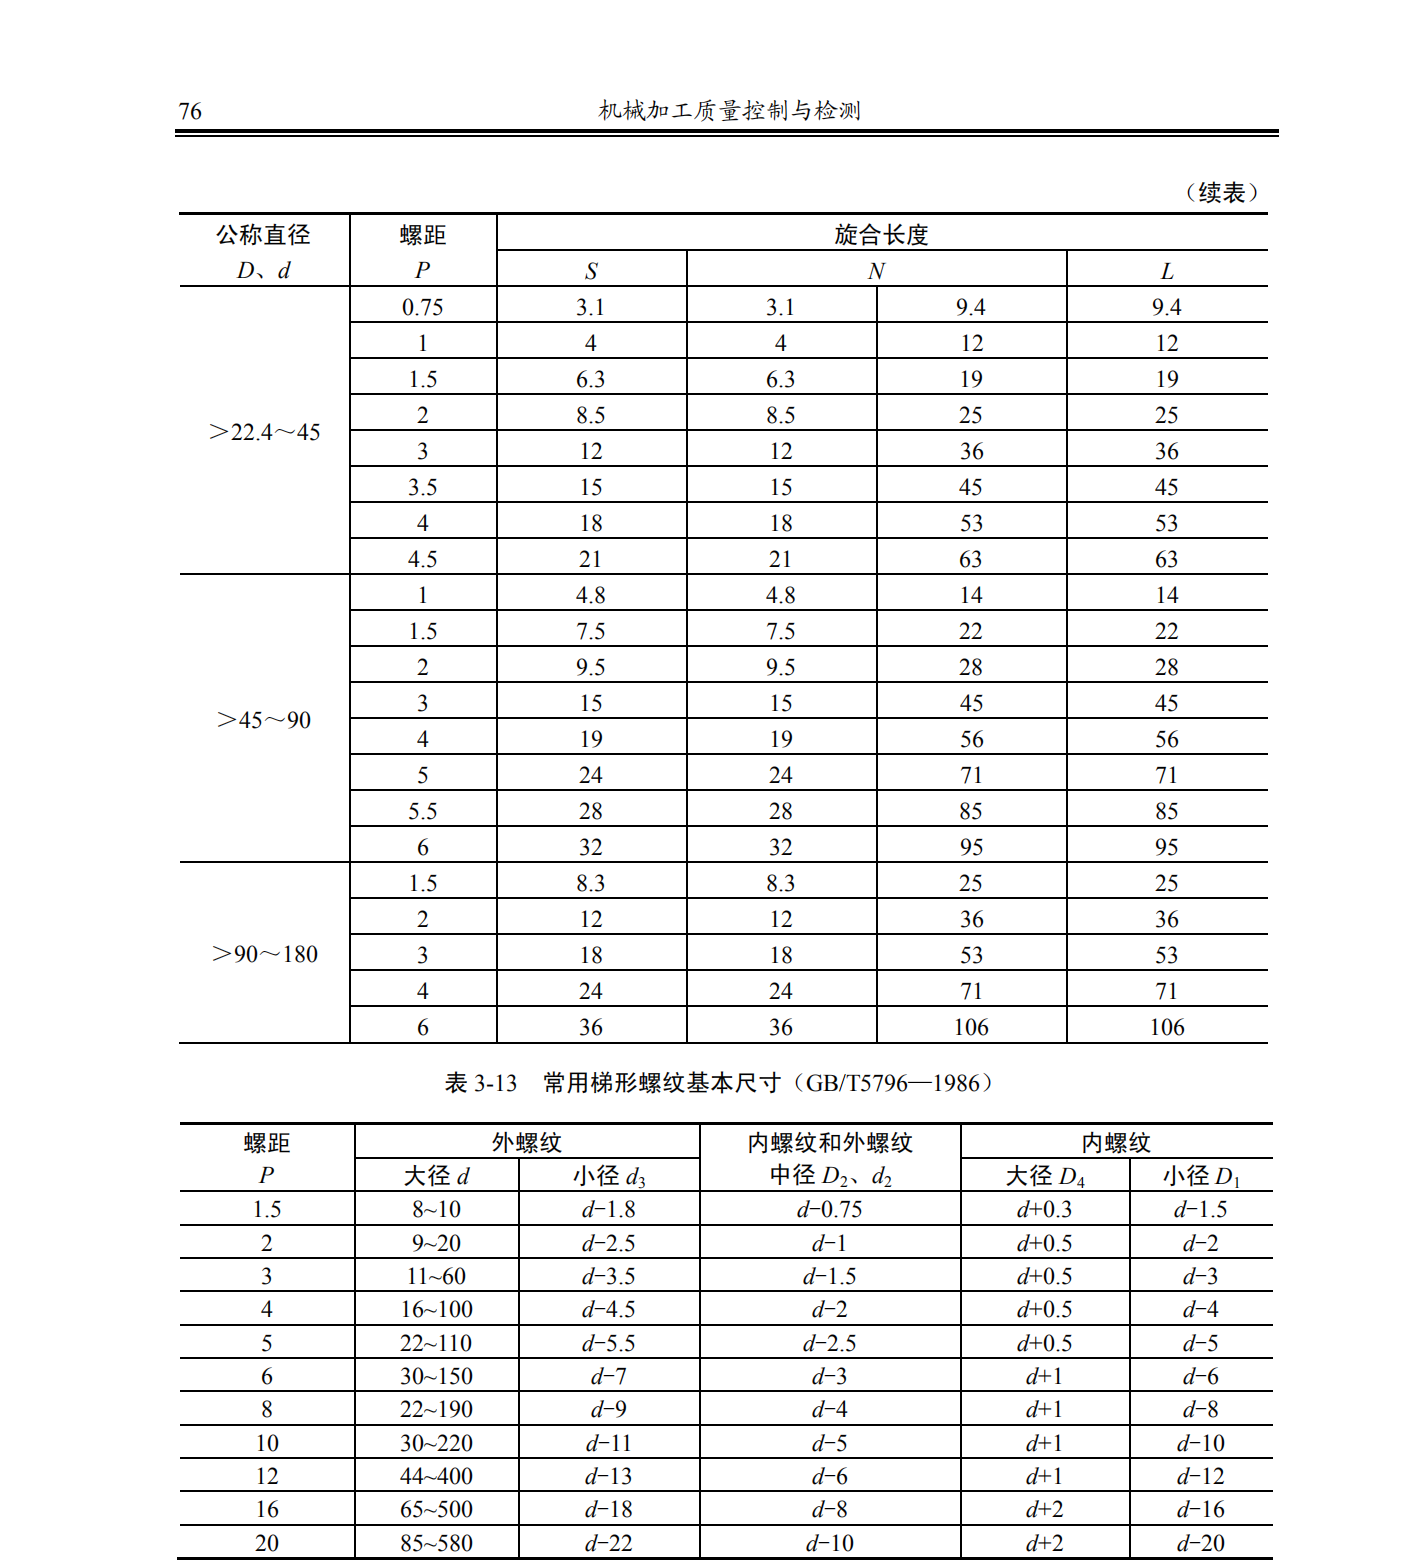 76 机械加工质量控制与检测
（续表）
公称直径 螺距 旋合长度
D、d P S N L
0.75 3.1 3.1 9.4 9.4
1 4 4 12 12
1.5 6.3 6.3 19 19
2 8.5 8.5 25 25
＞22.4～45
3 12 12 36 36
3.5 15 15 45 45
4 18 18 53 53
4.5 21 21 63 63
1 4.8 4.8 14 14
1.5 7.5 7.5 22 22
2 9.5 9.5 28 28
3 15 15 45 45
＞45～90
4 19 19 56 56
5 24 24 71 71
5.5 28 28 85 85
6 32 32 95 95
1.5 8.3 8.3 25 25
2 12 12 36 36
＞90～180 3 18 18 53 53
4 24 24 71 71
6 36 36 106 106
表 3-13 常用梯形螺纹基本尺寸（GB/T5796—1986）
螺距 外螺纹 内螺纹和外螺纹 内螺纹
P 大径 d 小径 d₃ 中径 D₂、d₂ 大径 D₄ 小径 D₁
1.5 8~10 d−1.8 d−0.75 d+0.3 d−1.5
2 9~20 d−2.5 d−1 d+0.5 d−2
3 11~60 d−3.5 d−1.5 d+0.5 d−3
4 16~100 d−4.5 d−2 d+0.5 d−4
5 22~110 d−5.5 d−2.5 d+0.5 d−5
6 30~150 d−7 d−3 d+1 d−6
8 22~190 d−9 d−4 d+1 d−8
10 30~220 d−11 d−5 d+1 d−10
12 44~400 d−13 d−6 d+1 d−12
16 65~500 d−18 d−8 d+2 d−16
20 85~580 d−22 d−10 d+2 d−20